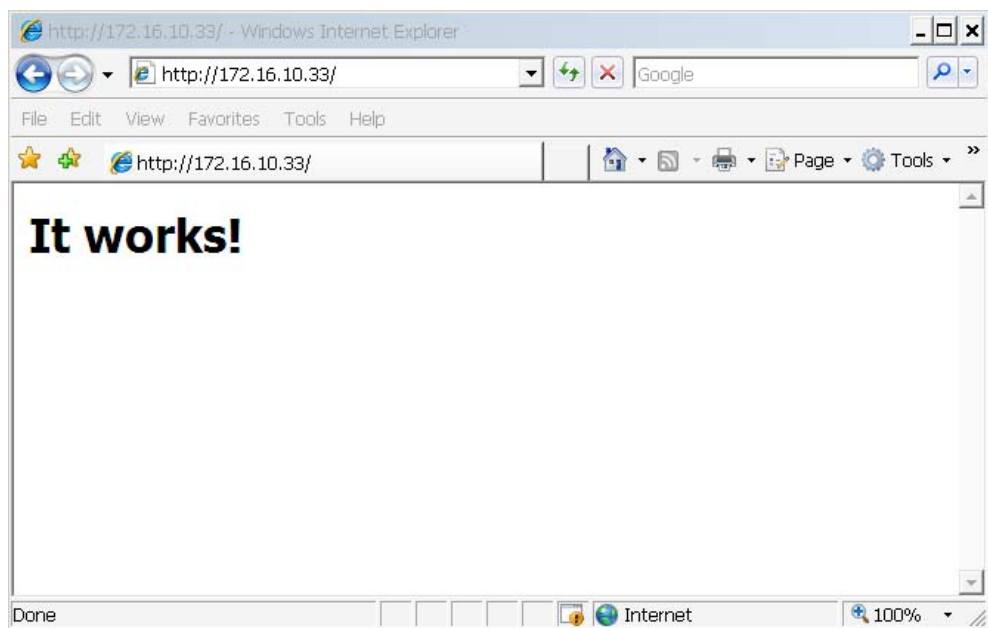 http://172.16.10.33/ - Windows Internet Explorer
http://172.16.10.33/
Google
File Edit View Favorites Tools Help
http://172.16.10.33/
Page Tools »
It works!
Done
Internet
100%